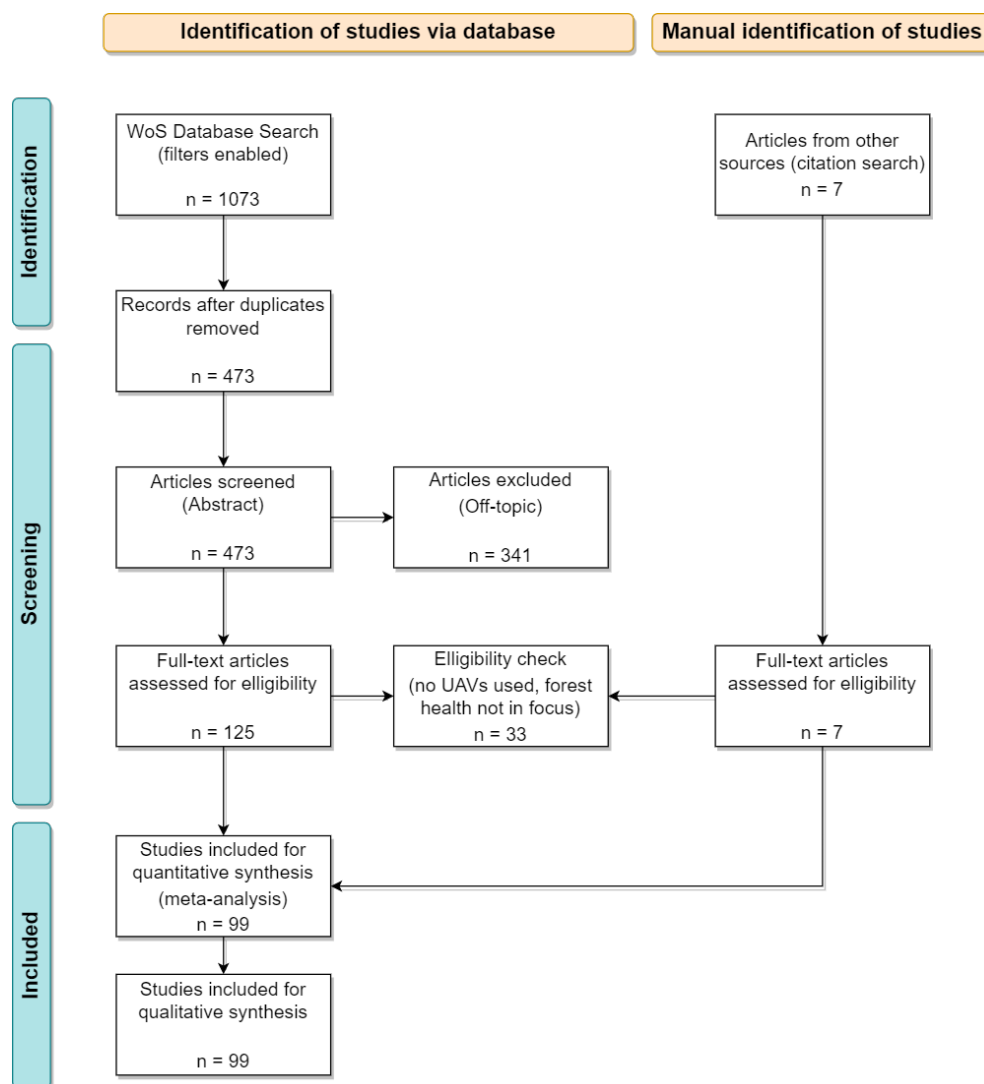 Identification of studies via database
Manual identification of studies
Identification
WoS Database Search
(filters enabled)
n = 1073
Articles from other
sources (citation search)
n = 7
Records after duplicates
removed
n = 473
Screening
Articles screened
(Abstract)
n = 473
Articles excluded
(Off-topic)
n = 341
Full-text articles
assessed for elligibility
n = 125
Elligibility check
(no UAVs used, forest
health not in focus)
n = 33
Full-text articles
assessed for elligibility
n = 7
Included
Studies included for
quantitative synthesis
(meta-analysis)
n = 99
Studies included for
qualitative synthesis
n = 99